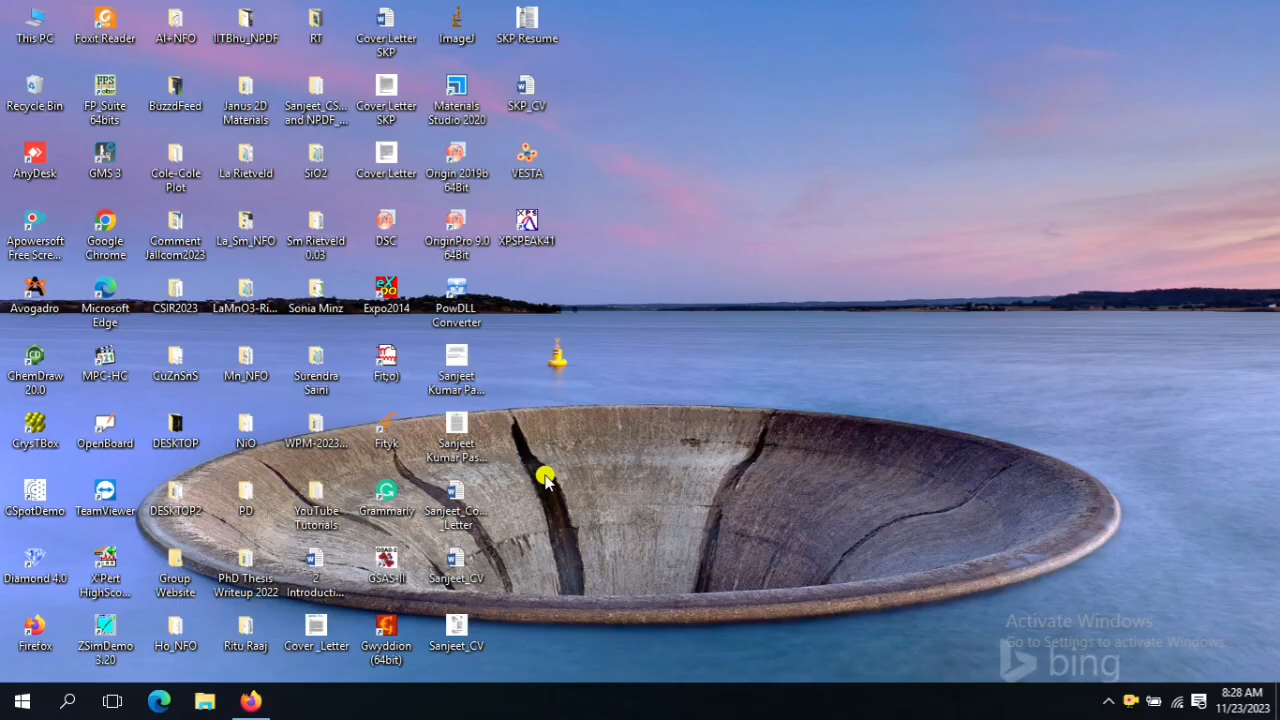 This PC
Foxit Reader
AI+NFO
IITBhu_NPDF
RT
Cover Letter
SKP
ImageJ
SKP Resume
Recycle Bin
FP_Suite
64bits
BuzzdFeed
Janus 2D
Materials
Sanjeet_CS...
and NPDF_...
Cover Letter
SKP
Materials
Studio 2020
SKP_CV
AnyDesk
GMS 3
Cole-Cole
Plot
La Rietveld
SiO2
Cover Letter
Origin 2019b
64Bit
VESTA
Apowersoft
Free Scre...
Google
Chrome
Comment
Jallcom2023
La_Sm_NFO
Sm Rietveld
0.03
DSC
OriginPro 9.0
64Bit
XPSPEAK41
Avogadro
Microsoft
Edge
CSIR2023
LaMnO3-Ri...
Sonia Minz
Expo2014
PowDLL
Converter
ChemDraw
20.0
MPC-HC
CuZnSnS
Mn_NFO
Surendra
Saini
Fit;o)
Sanjeet
Kumar Pa...
CrysTBox
OpenBoard
DESKTOP
NiO
WPM-2023...
Fityk
Sanjeet
Kumar Pas...
CSpotDemo
TeamViewer
DESKTOP2
PD
YouTube
Tutorials
Grammarly
Sanjeet_Co...
_Letter
Diamond 4.0
X'Pert
HighSco...
Group
Website
PhD Thesis
Writeup 2022
2
Introducti...
GSAS-II
Sanjeet_CV
Firefox
ZSimDemo
3.20
Ho_NFO
Ritu Raaj
Cover _Letter
Gwyddion
(64bit)
Sanjeet_CV
Activate Windows
Go to Settings to activate Windows.
bing
8:28 AM
11/23/2023